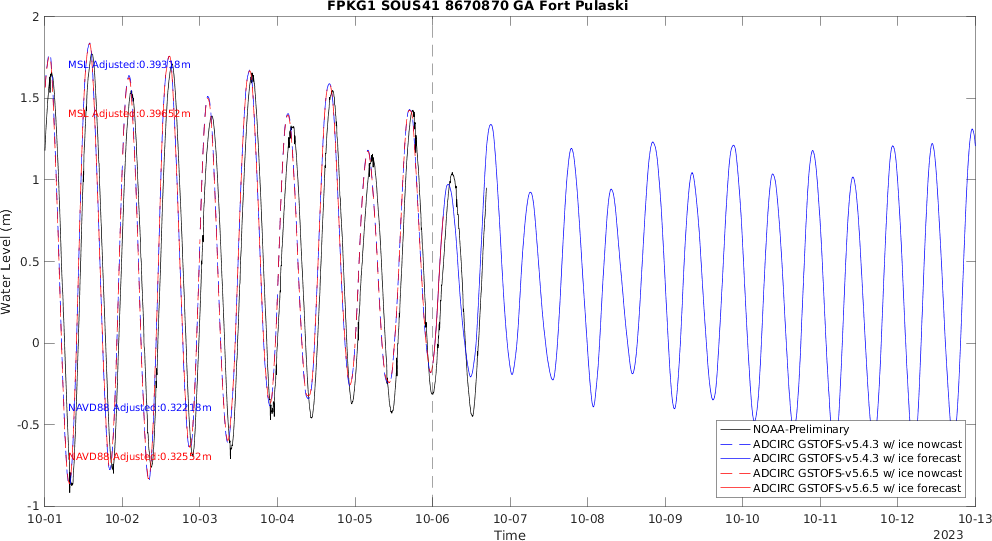 FPKG1 SOUS41 8670870 GA Fort Pulaski
2
1.5
1
0.5
0
-0.5
-1
Water Level (m)
MSL Adjusted:0.39318m
MSL Adjusted:0.39652m
NAVD88 Adjusted:0.32218m
NAVD88 Adjusted:0.32552m
NOAA-Preliminary
ADCIRC GSTOFS-v5.4.3 w/ ice nowcast
ADCIRC GSTOFS-v5.4.3 w/ ice forecast
ADCIRC GSTOFS-v5.6.5 w/ ice nowcast
ADCIRC GSTOFS-v5.6.5 w/ ice forecast
10-01 10-02 10-03 10-04 10-05 10-06 10-07 10-08 10-09 10-10 10-11 10-12 10-13
Time
2023